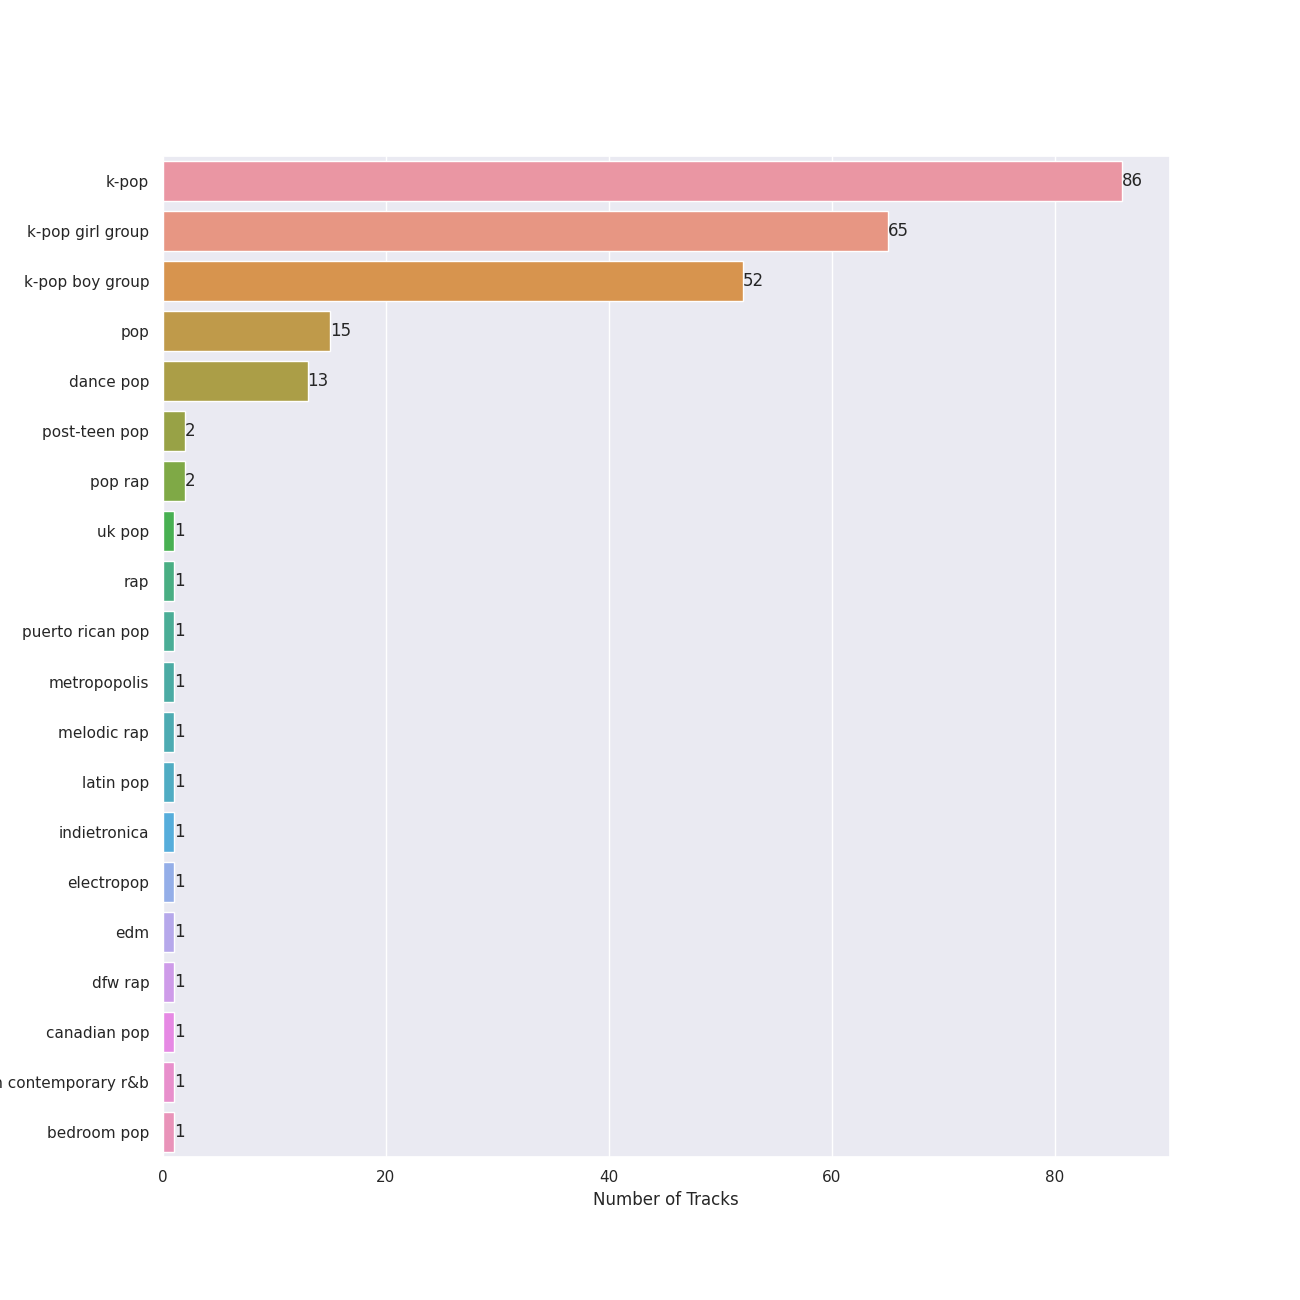 k-pop 86
k-pop girl group 65
k-pop boy group 52
pop 15
dance pop 13
post-teen pop 2
pop rap 2
uk pop 1
rap 1
puerto rican pop 1
metropopolis 1
melodic rap 1
latin pop 1
indietronica 1
electropop 1
edm 1
dfw rap 1
canadian pop 1
contemporary r&b 1
bedroom pop 1
0 20 40 60 80
Number of Tracks